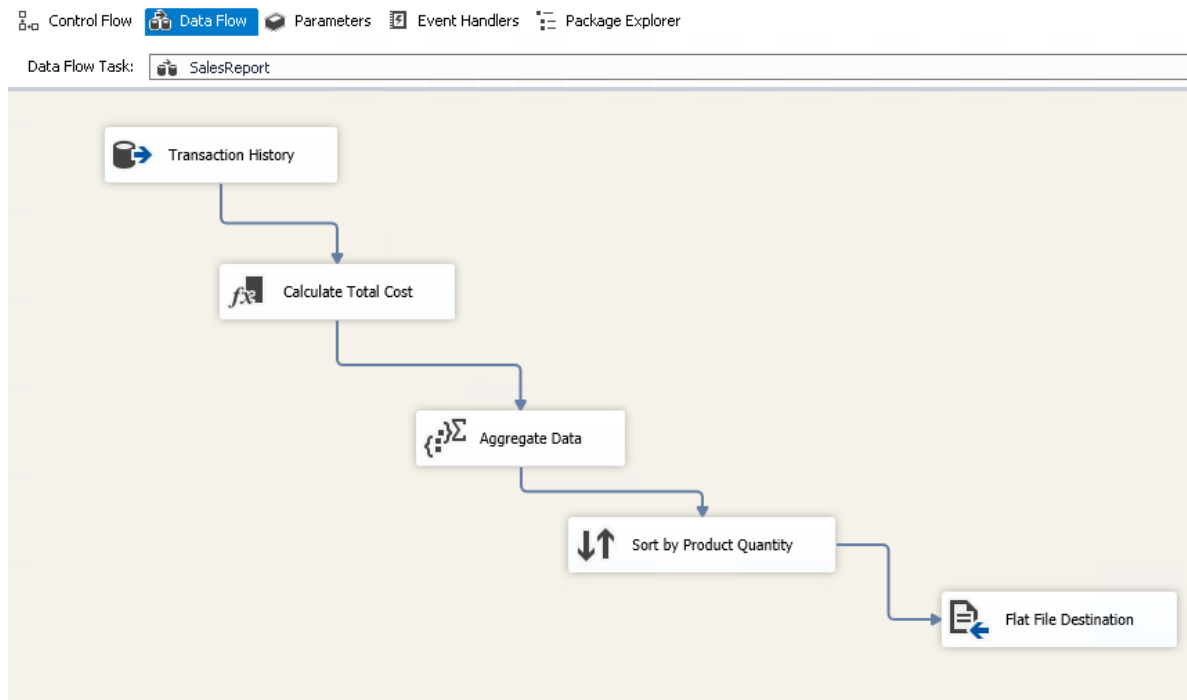 Control Flow Data Flow Parameters Event Handlers Package Explorer
Data Flow Task: SalesReport
Transaction History
fx Calculate Total Cost
{:}Σ Aggregate Data
Sort by Product Quantity
Flat File Destination